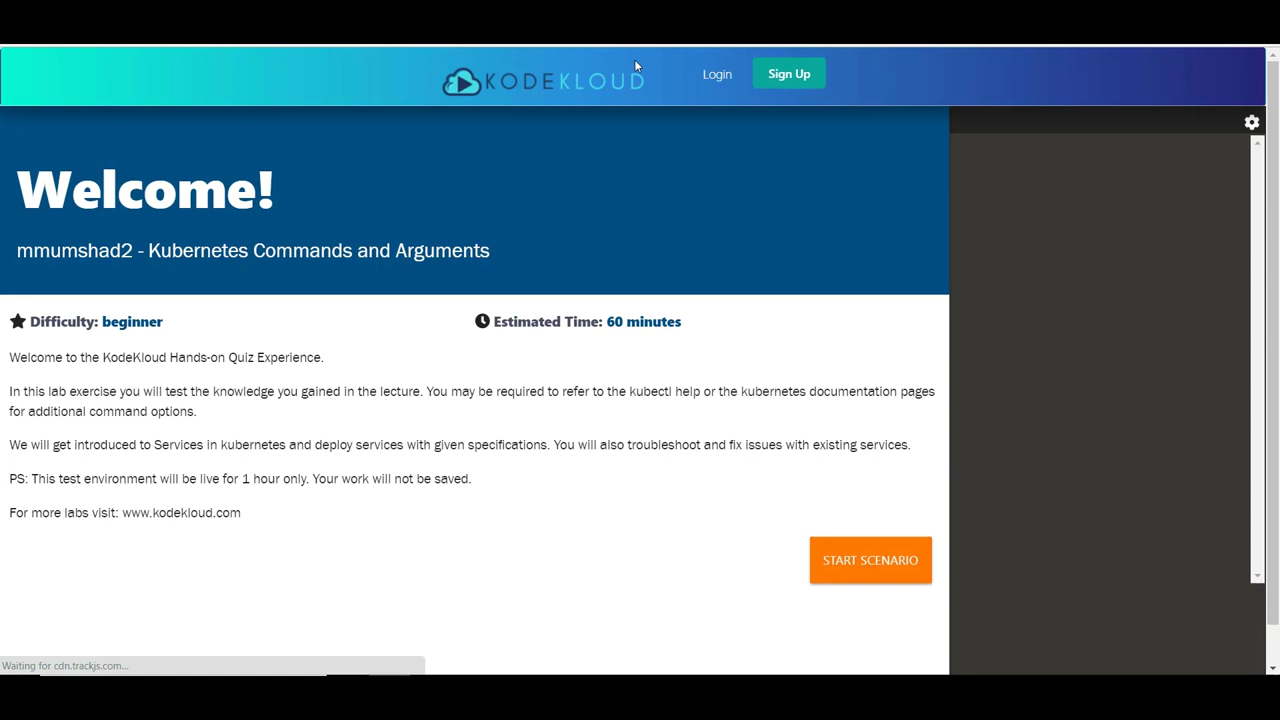 KODEKLOUD
Login
Sign Up
Welcome!
mmumshad2 - Kubernetes Commands and Arguments
Difficulty: beginner
Estimated Time: 60 minutes
Welcome to the KodeKloud Hands-on Quiz Experience.
In this lab exercise you will test the knowledge you gained in the lecture. You may be required to refer to the kubectl help or the kubernetes documentation pages
for additional command options.
We will get introduced to Services in kubernetes and deploy services with given specifications. You will also troubleshoot and fix issues with existing services.
PS: This test environment will be live for 1 hour only. Your work will not be saved.
For more labs visit: www.kodekloud.com
START SCENARIO
Waiting for cdn.trackjs.com...